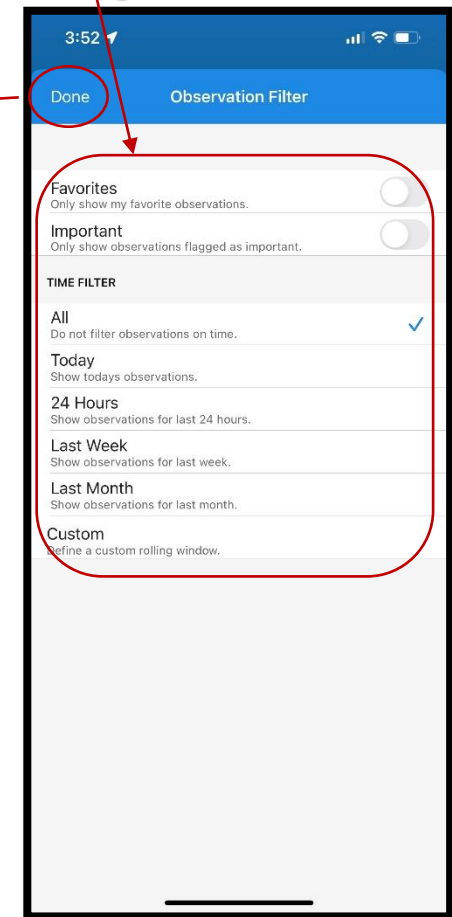 3:52
Done Observation Filter
Favorites
Only show my favorite observations.
Important
Only show observations flagged as important.
TIME FILTER
All
Do not filter observations on time.
Today
Show todays observations.
24 Hours
Show observations for last 24 hours.
Last Week
Show observations for last week.
Last Month
Show observations for last month.
Custom
Define a custom rolling window.